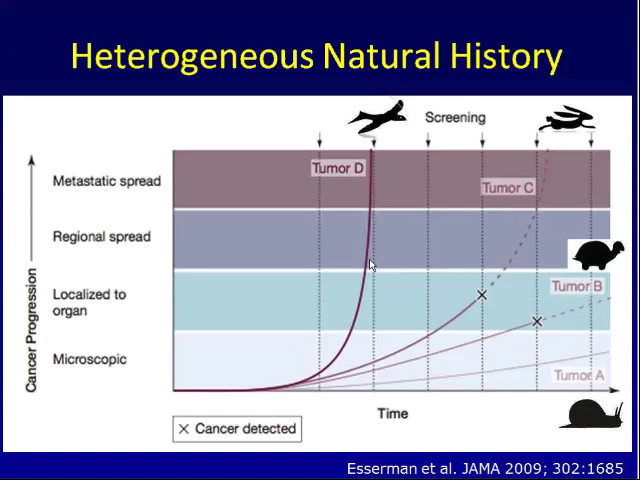 Heterogeneous Natural History
Screening
Tumor D
Metastatic spread
Tumor C
Regional spread
Tumor B
Localized to
organ
Microscopic
Tumor A
Cancer Progression
Time
× Cancer detected
Esserman et al. JAMA 2009; 302:1685